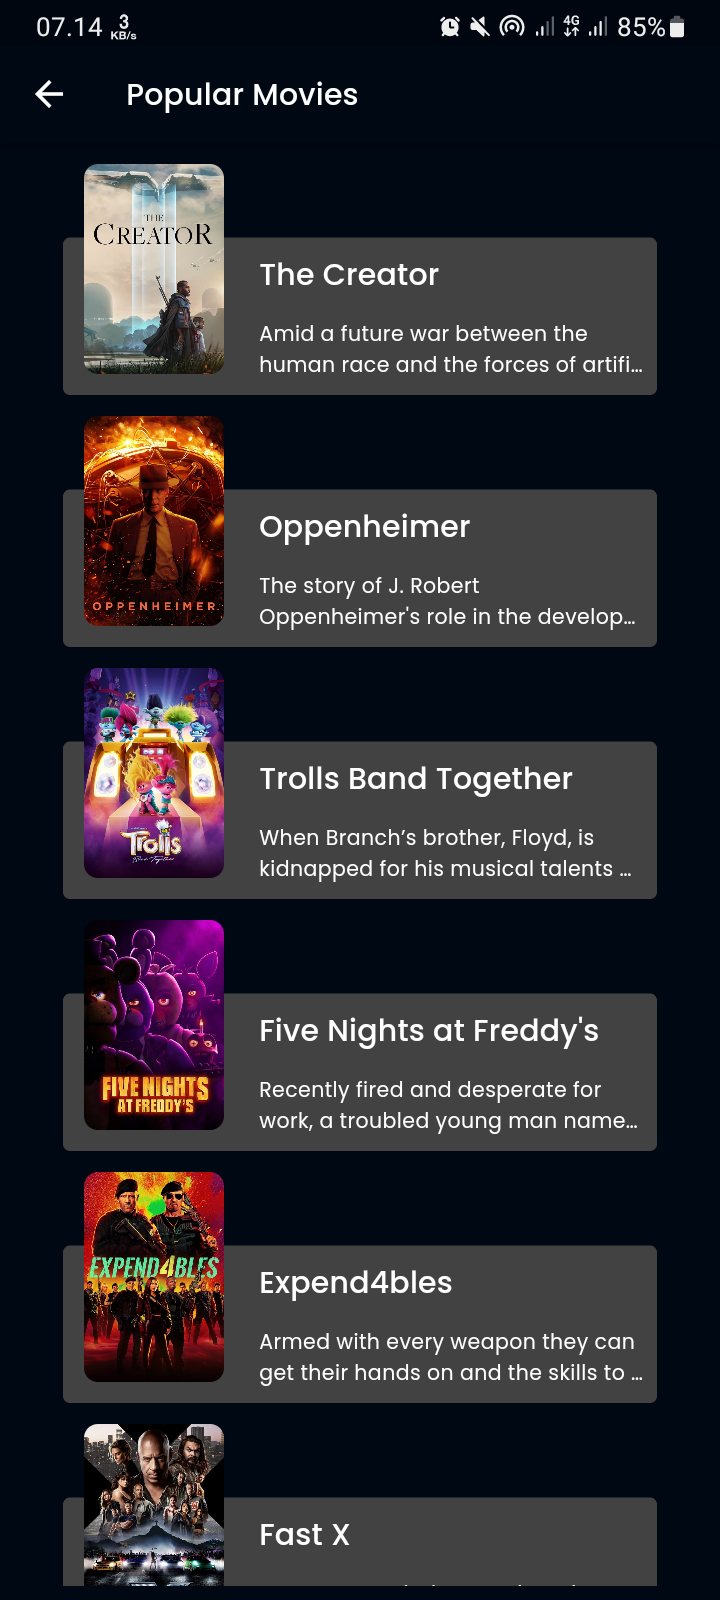 07.14 3 KB/s 4G 85%
Popular Movies
THE
CREATOR
The Creator
Amid a future war between the
human race and the forces of artifi...
OPPENHEIMER
Oppenheimer
The story of J. Robert
Oppenheimer's role in the develop...
Trolls
Band Together
Trolls Band Together
When Branch’s brother, Floyd, is
kidnapped for his musical talents ...
FIVE NIGHTS
AT FREDDY'S
Five Nights at Freddy's
Recently fired and desperate for
work, a troubled young man name...
EXPEND4BLES
Expend4bles
Armed with every weapon they can
get their hands on and the skills to ...
Fast X